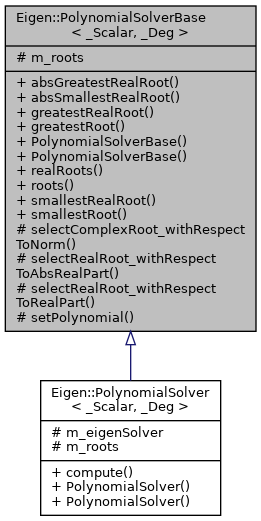 Eigen::PolynomialSolverBase
< _Scalar, _Deg >
# m_roots
+ absGreatestRealRoot()
+ absSmallestRealRoot()
+ greatestRealRoot()
+ greatestRoot()
+ PolynomialSolverBase()
+ PolynomialSolverBase()
+ realRoots()
+ roots()
+ smallestRealRoot()
+ smallestRoot()
# selectComplexRoot_withRespect
ToNorm()
# selectRealRoot_withRespect
ToAbsRealPart()
# selectRealRoot_withRespect
ToRealPart()
# setPolynomial()
Eigen::PolynomialSolver
< _Scalar, _Deg >
# m_eigenSolver
# m_roots
+ compute()
+ PolynomialSolver()
+ PolynomialSolver()